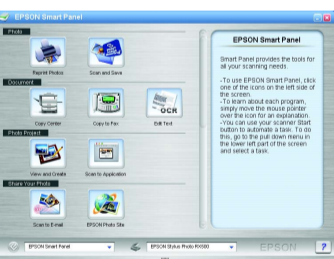 EPSON Smart Panel
Photo
Reprint Photos
Scan and Save
Document
Copy Center
Copy to Fax
OCR
Edit Text
Photo Project
View and Create
Scan to Application
Share Your Photo
Scan to E-mail
EPSON Photo Site
EPSON Smart Panel
Smart Panel provides the tools for
all your scanning needs.
-To use EPSON Smart Panel, click
one of the icons on the left side of
the screen.
-To learn about each program,
simply move the mouse pointer
over the icon for an explanation.
-You can use your scanner Start
button to automate a task. To do
this, go to the pull down menu in
the lower left part of the screen
and select a task.
EPSON Smart Panel
EPSON Stylus Photo RX500
EPSON
?